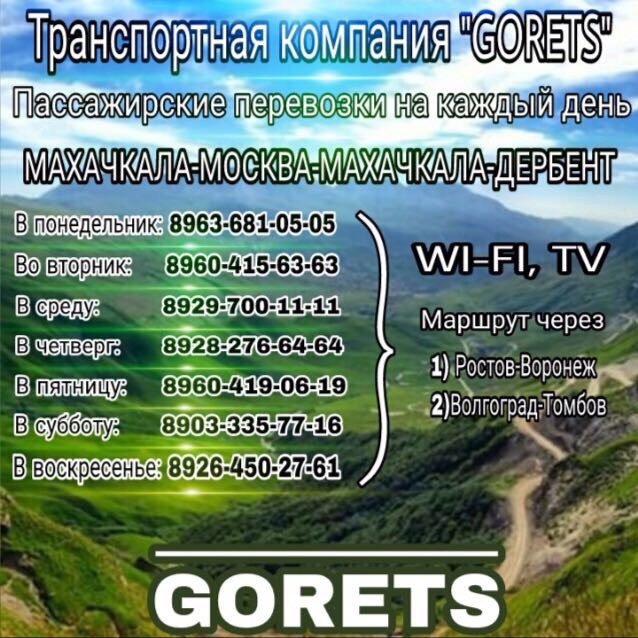 Транспортная компания "GORETS"
Пассажирские перевозки на каждый день
МАХАЧКАЛА-МОСКВА-МАХАЧКАЛА-ДЕРБЕНТ
В понедельник: 8963-681-05-05
Во вторник: 8960-415-63-63
В среду: 8929-700-11-11
В четверг: 8928-276-64-64
В пятницу: 8960-419-06-19
В субботу: 8903-335-77-16
В воскресенье: 8926-450-27-61
WI-FI, TV
Маршрут через
1) Ростов-Воронеж
2)Волгоград-Томбов
GORETS